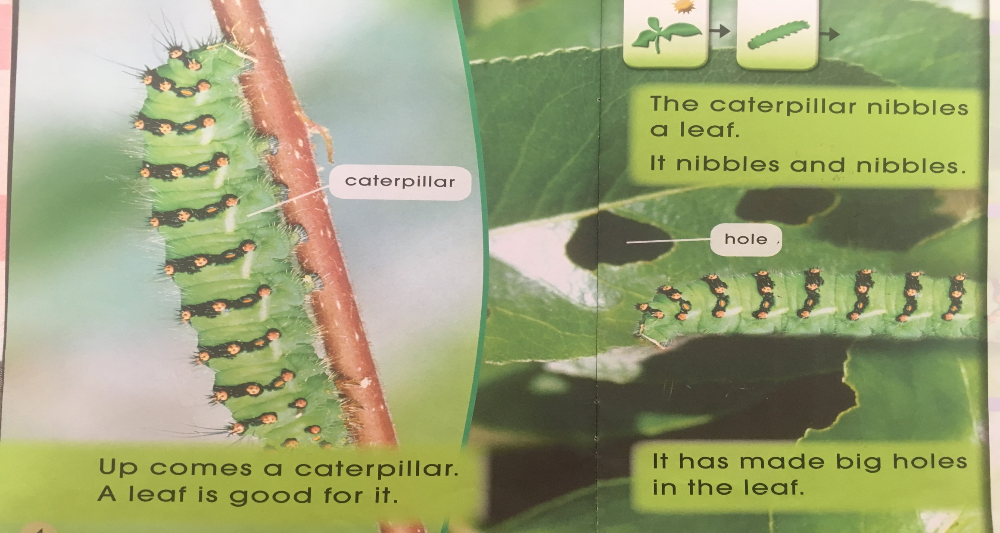 caterpillar
Up comes a caterpillar.
A leaf is good for it.
The caterpillar nibbles
a leaf.
It nibbles and nibbles.
hole
It has made big holes
in the leaf.